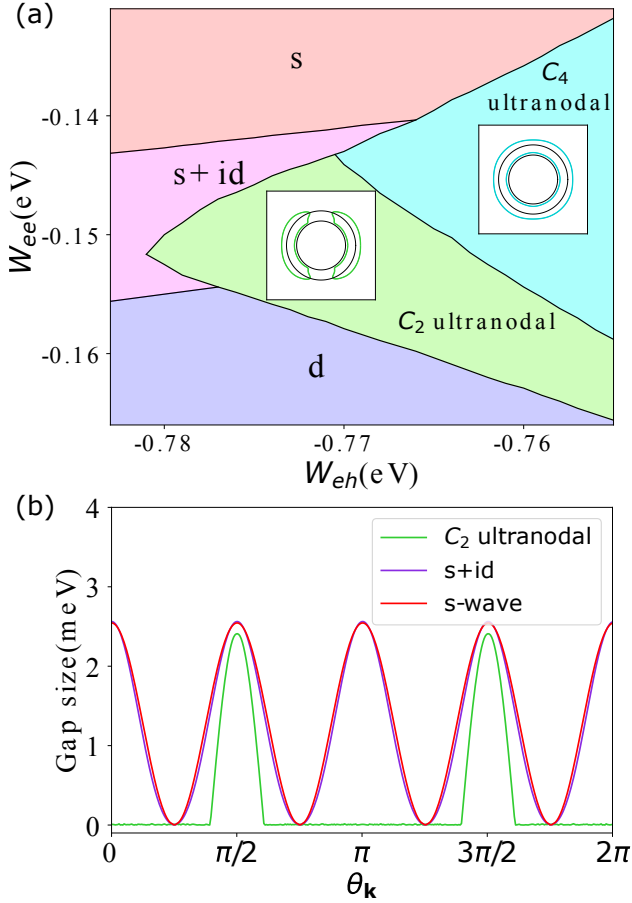 (a)
s
C4
ultranodal
s+ id
C2 ultranodal
d
-0.14
-0.15
-0.16
Wee(eV)
-0.78
-0.77
-0.76
Weh(eV)
(b)
C2 ultranodal
s+id
s-wave
4
3
2
1
0
Gap size(meV)
0
π/2
π
3π/2
2π
θk